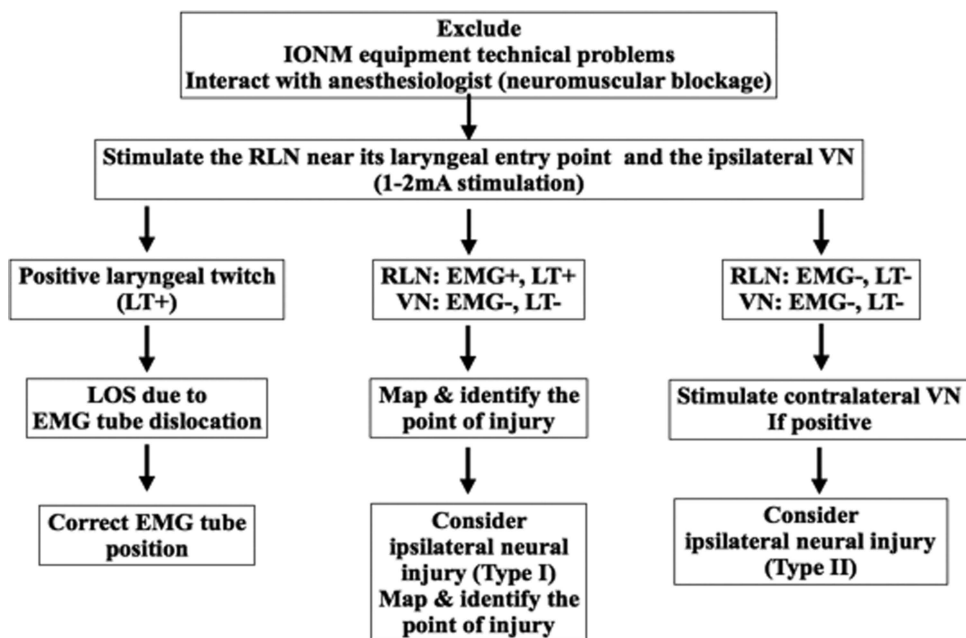 Exclude
IONM equipment technical problems
Interact with anesthesiologist (neuromuscular blockage)
Stimulate the RLN near its laryngeal entry point and the ipsilateral VN
(1-2mA stimulation)
Positive laryngeal twitch
(LT+)
LOS due to
EMG tube dislocation
Correct EMG tube
position
RLN: EMG+, LT+
VN: EMG-, LT-
Map & identify the
point of injury
Consider
ipsilateral neural
injury (Type I)
Map & identify the
point of injury
RLN: EMG-, LT-
VN: EMG-, LT-
Stimulate contralateral VN
If positive
Consider
ipsilateral neural injury
(Type II)